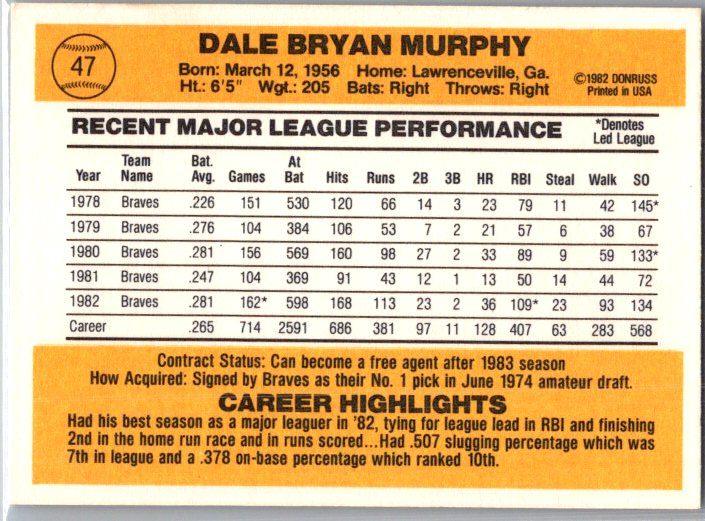 47
DALE BRYAN MURPHY
Born: March 12, 1956 Home: Lawrenceville, Ga.
Ht.: 6'5" Wgt.: 205 Bats: Right Throws: Right
©1982 DONRUSS
Printed in USA
RECENT MAJOR LEAGUE PERFORMANCE
*Denotes
Led League
Year Team Name Bat. Avg. Games At Bat Hits Runs 2B 3B HR RBI Steal Walk SO
1978 Braves .226 151 530 120 66 14 3 23 79 11 42 145*
1979 Braves .276 104 384 106 53 7 2 21 57 6 38 67
1980 Braves .281 156 569 160 98 27 2 33 89 9 59 133*
1981 Braves .247 104 369 91 43 12 1 13 50 14 44 72
1982 Braves .281 162* 598 168 113 23 2 36 109* 23 93 134
Career .265 714 2591 686 381 97 11 128 407 63 283 568
Contract Status: Can become a free agent after 1983 season
How Acquired: Signed by Braves as their No. 1 pick in June 1974 amateur draft.
CAREER HIGHLIGHTS
Had his best season as a major leaguer in '82, tying for league lead in RBI and finishing
2nd in the home run race and in runs scored...Had .507 slugging percentage which was
7th in league and a .378 on-base percentage which ranked 10th.